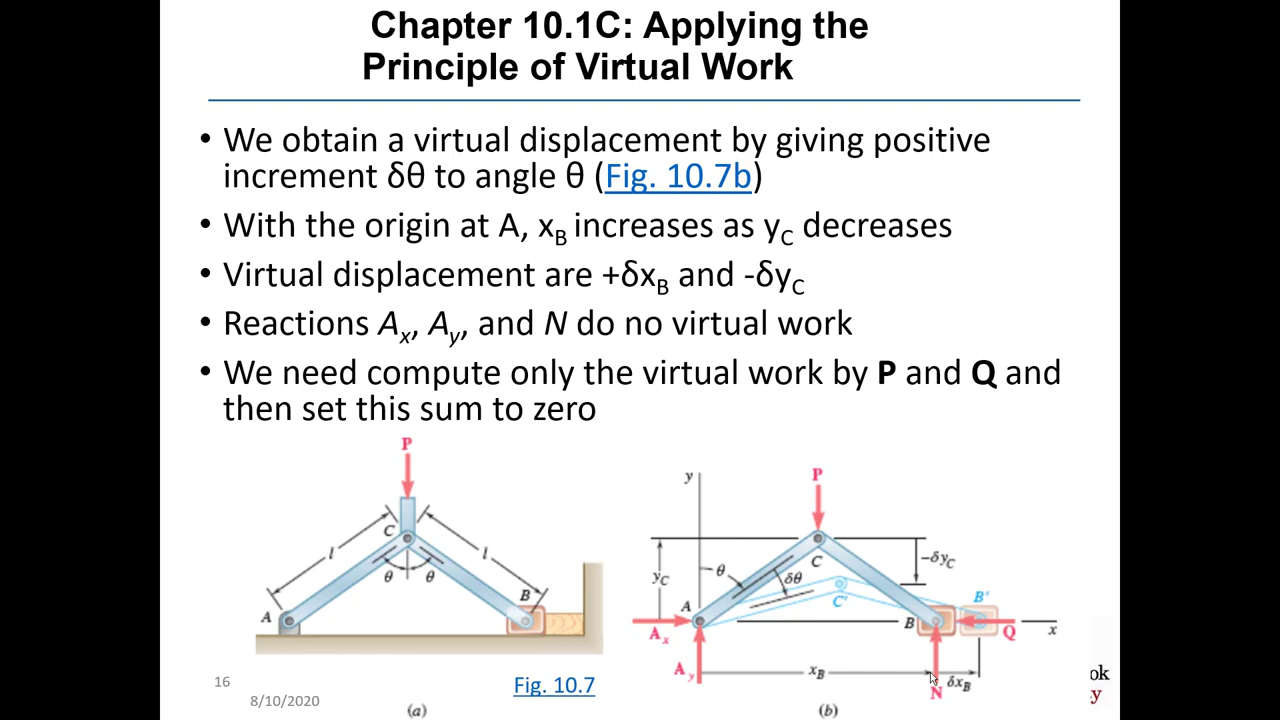 Chapter 10.1C: Applying the
Principle of Virtual Work
• We obtain a virtual displacement by giving positive
increment δθ to angle θ (Fig. 10.7b)
• With the origin at A, xB increases as yC decreases
• Virtual displacement are +δxB and -δyC
• Reactions Ax, Ay, and N do no virtual work
• We need compute only the virtual work by P and Q and
then set this sum to zero
P
C
l
l
θ
θ
A
B
Fig. 10.7
(a)
y
P
C
-δyC
θ
δθ
yC
C'
A
B
B'
Q
x
Ax
Ay
xB
N
δxB
(b)
16
8/10/2020
ok
y